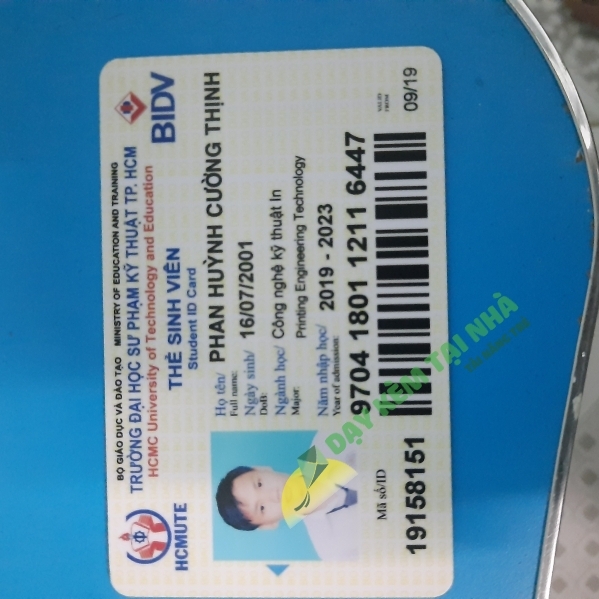 BỘ GIÁO DỤC VÀ ĐÀO TẠO MINISTRY OF EDUCATION AND TRAINING
TRƯỜNG ĐẠI HỌC SƯ PHẠM KỸ THUẬT TP. HCM
HCMC University of Technology and Education
HCMUTE
BIDV
THẺ SINH VIÊN
Student ID Card
Họ tên/ PHAN HUỲNH CƯỜNG THỊNH
Full name:
Ngày sinh/ 16/07/2001
DoB:
Ngành học/ Công nghệ kỹ thuật In
Major: Printing Engineering Technology
Năm nhập học/ 2019 - 2023
Year of admission:
9704 1801 1211 6447
VALID FROM 09/19
Mã số/ID
19158151
DẠY KÈM TẠI NHÀ